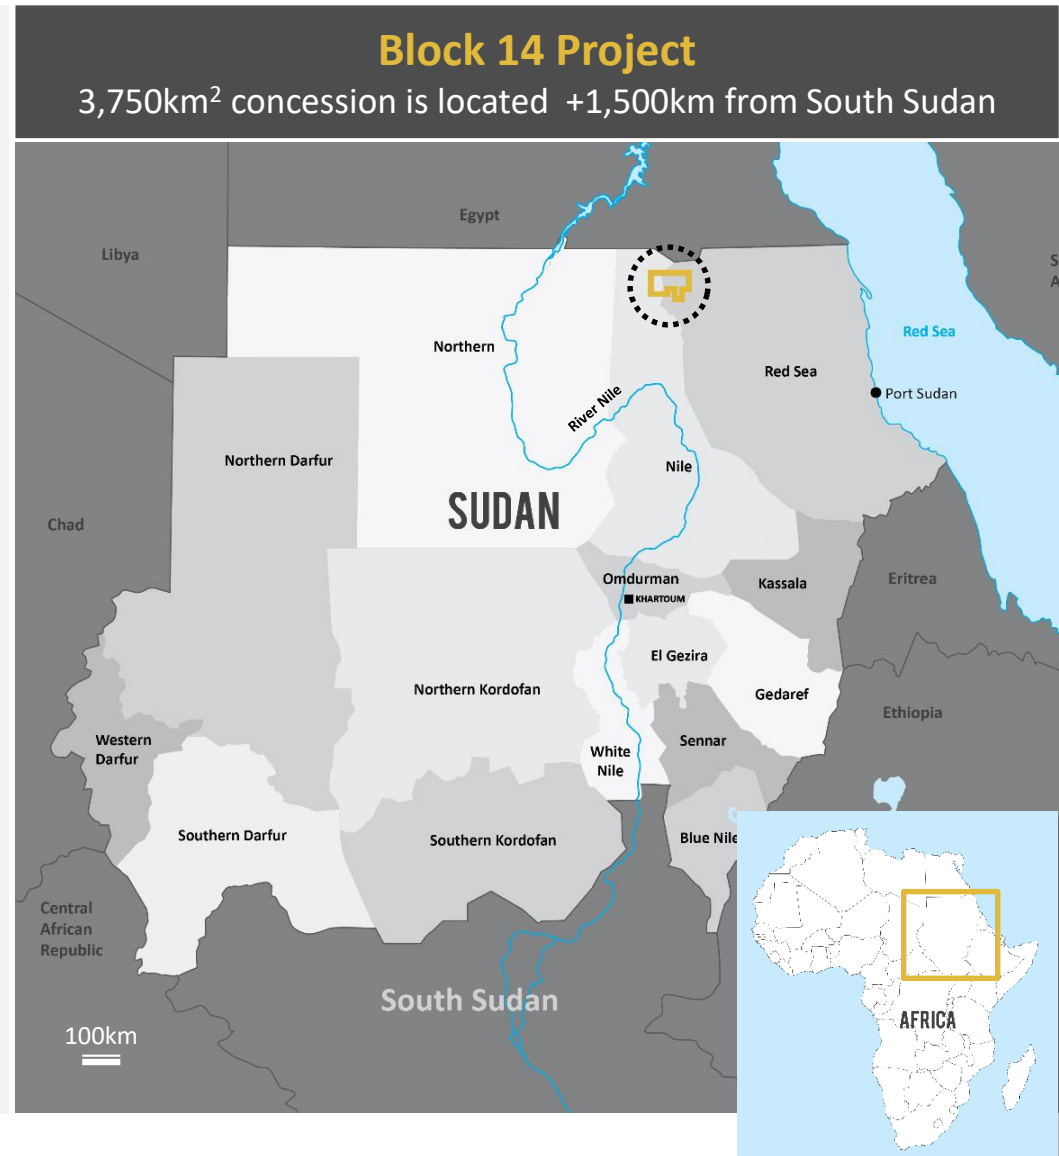 Block 14 Project
3,750km² concession is located +1,500km from South Sudan
Egypt
Libya
S
A
Red Sea
Northern
Red Sea
River Nile
Port Sudan
Northern Darfur
Nile
SUDAN
Chad
Omdurman
KHARTOUM
Kassala
Eritrea
El Gezira
Northern Kordofan
Gedaref
Ethiopia
Western
Darfur
White
Nile
Sennar
Southern Darfur
Southern Kordofan
Blue Nile
Central
African
Republic
South Sudan
AFRICA
100km